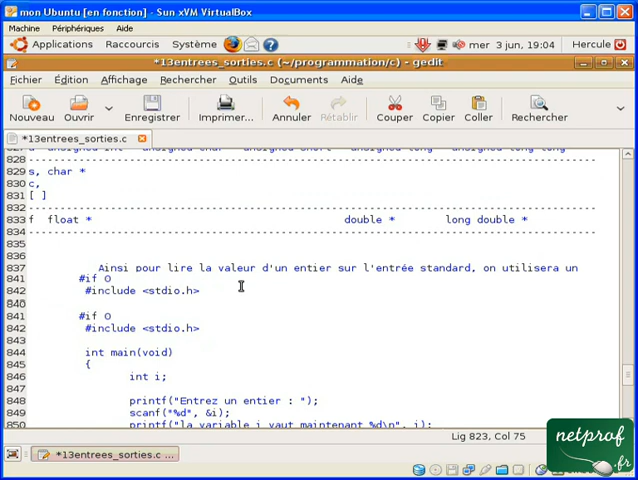 mon Ubuntu [en fonction] - Sun xVM VirtualBox
Machine Périphériques Aide
Applications Raccourcis Système mer 3 jun, 19:04 Hercule
*13entrees_sorties.c (~/programmation/c) - gedit
Fichier Édition Affichage Rechercher Outils Documents Aide
Nouveau Ouvrir Enregistrer Imprimer... Annuler Rétablir Couper Copier Coller Rechercher
*13entrees_sorties.c
828 ----------------------------------------------------------------
829 s, char *
830 c,
831 [ ]
832 ----------------------------------------------------------------
833 f float * double * long double *
834 ----------------------------------------------------------------
835
836
837 Ainsi pour lire la valeur d'un entier sur l'entrée standard, on utilisera un
841 #if 0
842 #include <stdio.h>
840
841 #if 0
842 #include <stdio.h>
843
844 int main(void)
845 {
846 int i;
847
848 printf("Entrez un entier : ");
849 scanf("%d", &i);
850 printf("la variable i vaut maintenant %d\n", i);
Lig 823, Col 75
*13entrees_sorties.c ...
netprof
.fr